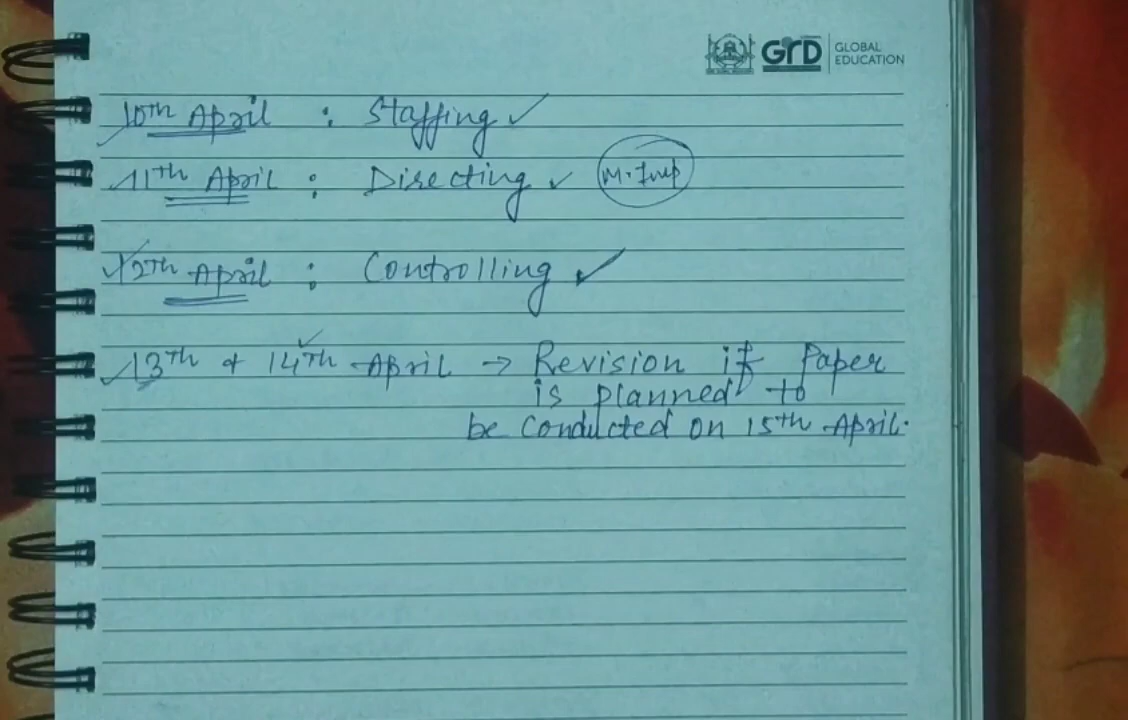 GrD GLOBAL EDUCATION
10th April : Staffing ✓
11th April : Directing ✓ M. Imp
12th April : Controlling ✓
13th & 14th April → Revision if Paper
is planned to
be Conducted on 15th April.